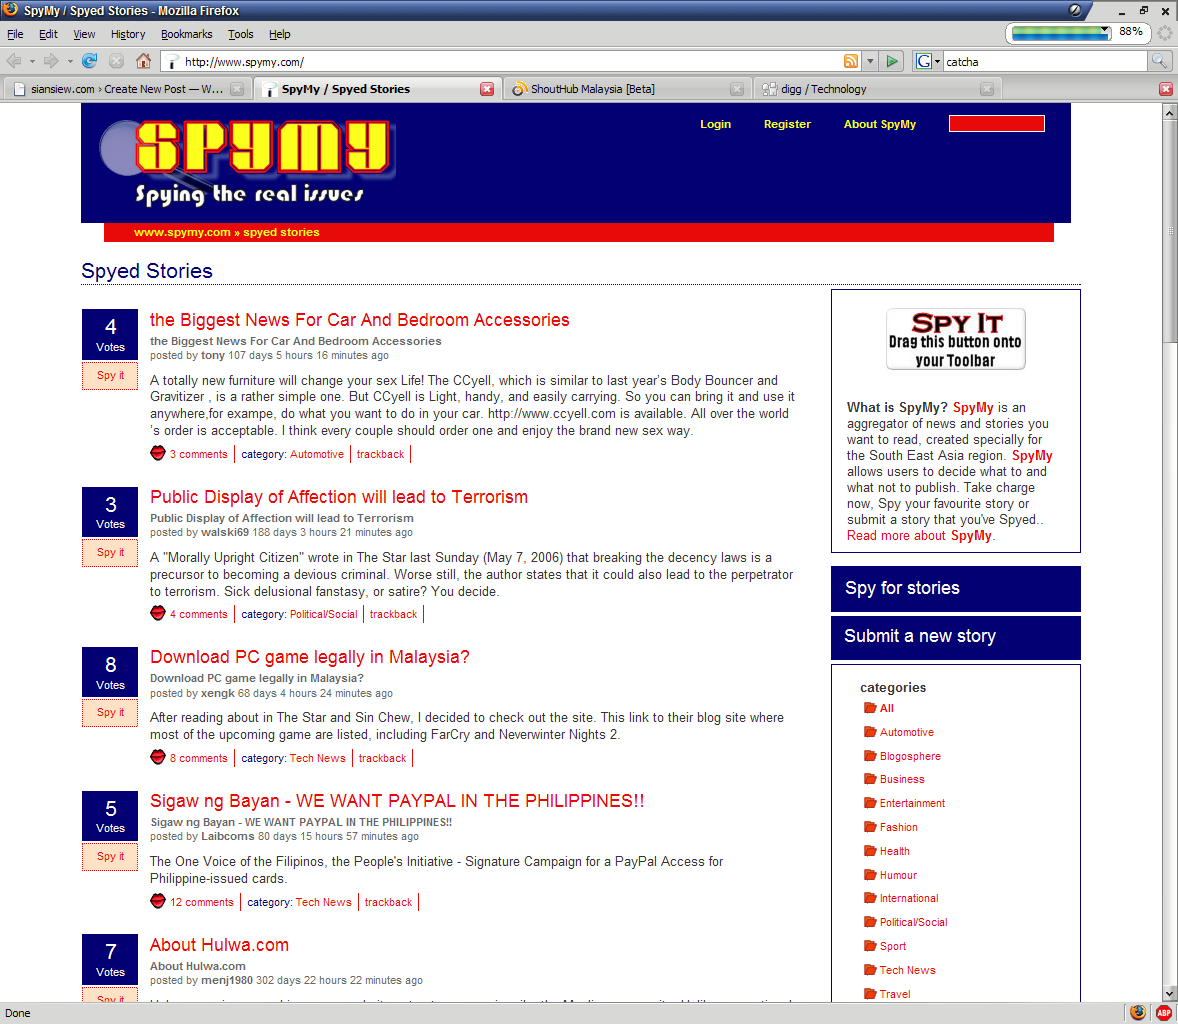 SpyMy / Spyed Stories - Mozilla Firefox
File Edit View History Bookmarks Tools Help
88%
http://www.spymy.com/
G
catcha
siansiew.com › Create New Post — W...
SpyMy / Spyed Stories
ShoutHub Malaysia [Beta]
digg / Technology
SPYMY
Spying the real issues
Login Register About SpyMy
www.spymy.com » spyed stories
Spyed Stories
4
Votes
Spy it
the Biggest News For Car And Bedroom Accessories
the Biggest News For Car And Bedroom Accessories
posted by tony 107 days 5 hours 16 minutes ago
A totally new furniture will change your sex Life! The CCyell, which is similar to last year's Body Bouncer and
Gravitizer , is a rather simple one. But CCyell is Light, handy, and easily carrying. So you can bring it and use it
anywhere,for exampe, do what you want to do in your car. http://www.ccyell.com is available. All over the world
's order is acceptable. I think every couple should order one and enjoy the brand new sex way.
3 comments category: Automotive trackback
3
Votes
Spy it
Public Display of Affection will lead to Terrorism
Public Display of Affection will lead to Terrorism
posted by walski69 188 days 3 hours 21 minutes ago
A "Morally Upright Citizen" wrote in The Star last Sunday (May 7, 2006) that breaking the decency laws is a
precursor to becoming a devious criminal. Worse still, the author states that it could also lead to the perpetrator
to terrorism. Sick delusional fanstasy, or satire? You decide.
4 comments category: Political/Social trackback
8
Votes
Spy it
Download PC game legally in Malaysia?
Download PC game legally in Malaysia?
posted by xengk 68 days 4 hours 24 minutes ago
After reading about in The Star and Sin Chew, I decided to check out the site. This link to their blog site where
most of the upcoming game are listed, including FarCry and Neverwinter Nights 2.
8 comments category: Tech News trackback
5
Votes
Spy it
Sigaw ng Bayan - WE WANT PAYPAL IN THE PHILIPPINES!!
Sigaw ng Bayan - WE WANT PAYPAL IN THE PHILIPPINES!!
posted by Laibcoms 80 days 15 hours 57 minutes ago
The One Voice of the Filipinos, the People's Initiative - Signature Campaign for a PayPal Access for
Philippine-issued cards.
12 comments category: Tech News trackback
7
Votes
Spy it
About Hulwa.com
About Hulwa.com
posted by menj1980 302 days 22 hours 22 minutes ago
SPY IT
Drag this button onto
your Toolbar
What is SpyMy? SpyMy is an
aggregator of news and stories you
want to read, created specially for
the South East Asia region. SpyMy
allows users to decide what to and
what not to publish. Take charge
now, Spy your favourite story or
submit a story that you've Spyed..
Read more about SpyMy.
Spy for stories
Submit a new story
categories
All
Automotive
Blogosphere
Business
Entertainment
Fashion
Health
Humour
International
Political/Social
Sport
Tech News
Travel
Done
ABP